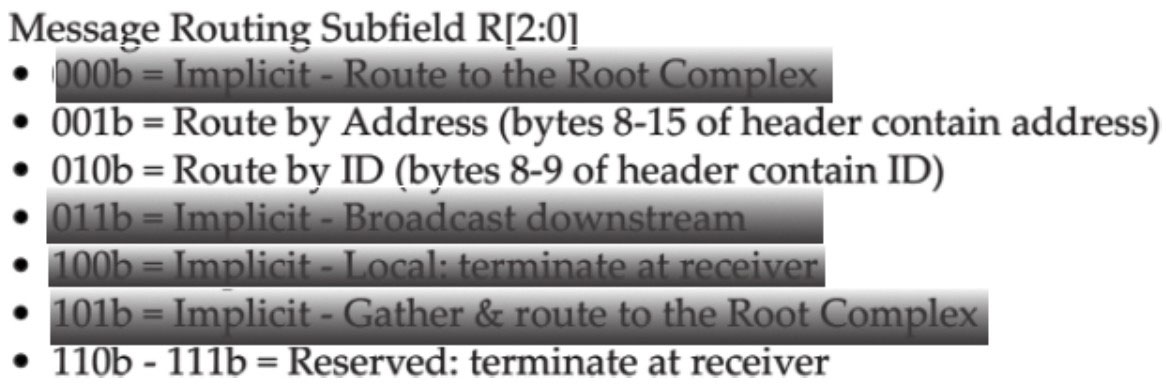 Message Routing Subfield R[2:0]
• 000b = Implicit - Route to the Root Complex
• 001b = Route by Address (bytes 8-15 of header contain address)
• 010b = Route by ID (bytes 8-9 of header contain ID)
• 011b = Implicit - Broadcast downstream
• 100b = Implicit - Local: terminate at receiver
• 101b = Implicit - Gather & route to the Root Complex
• 110b - 111b = Reserved: terminate at receiver